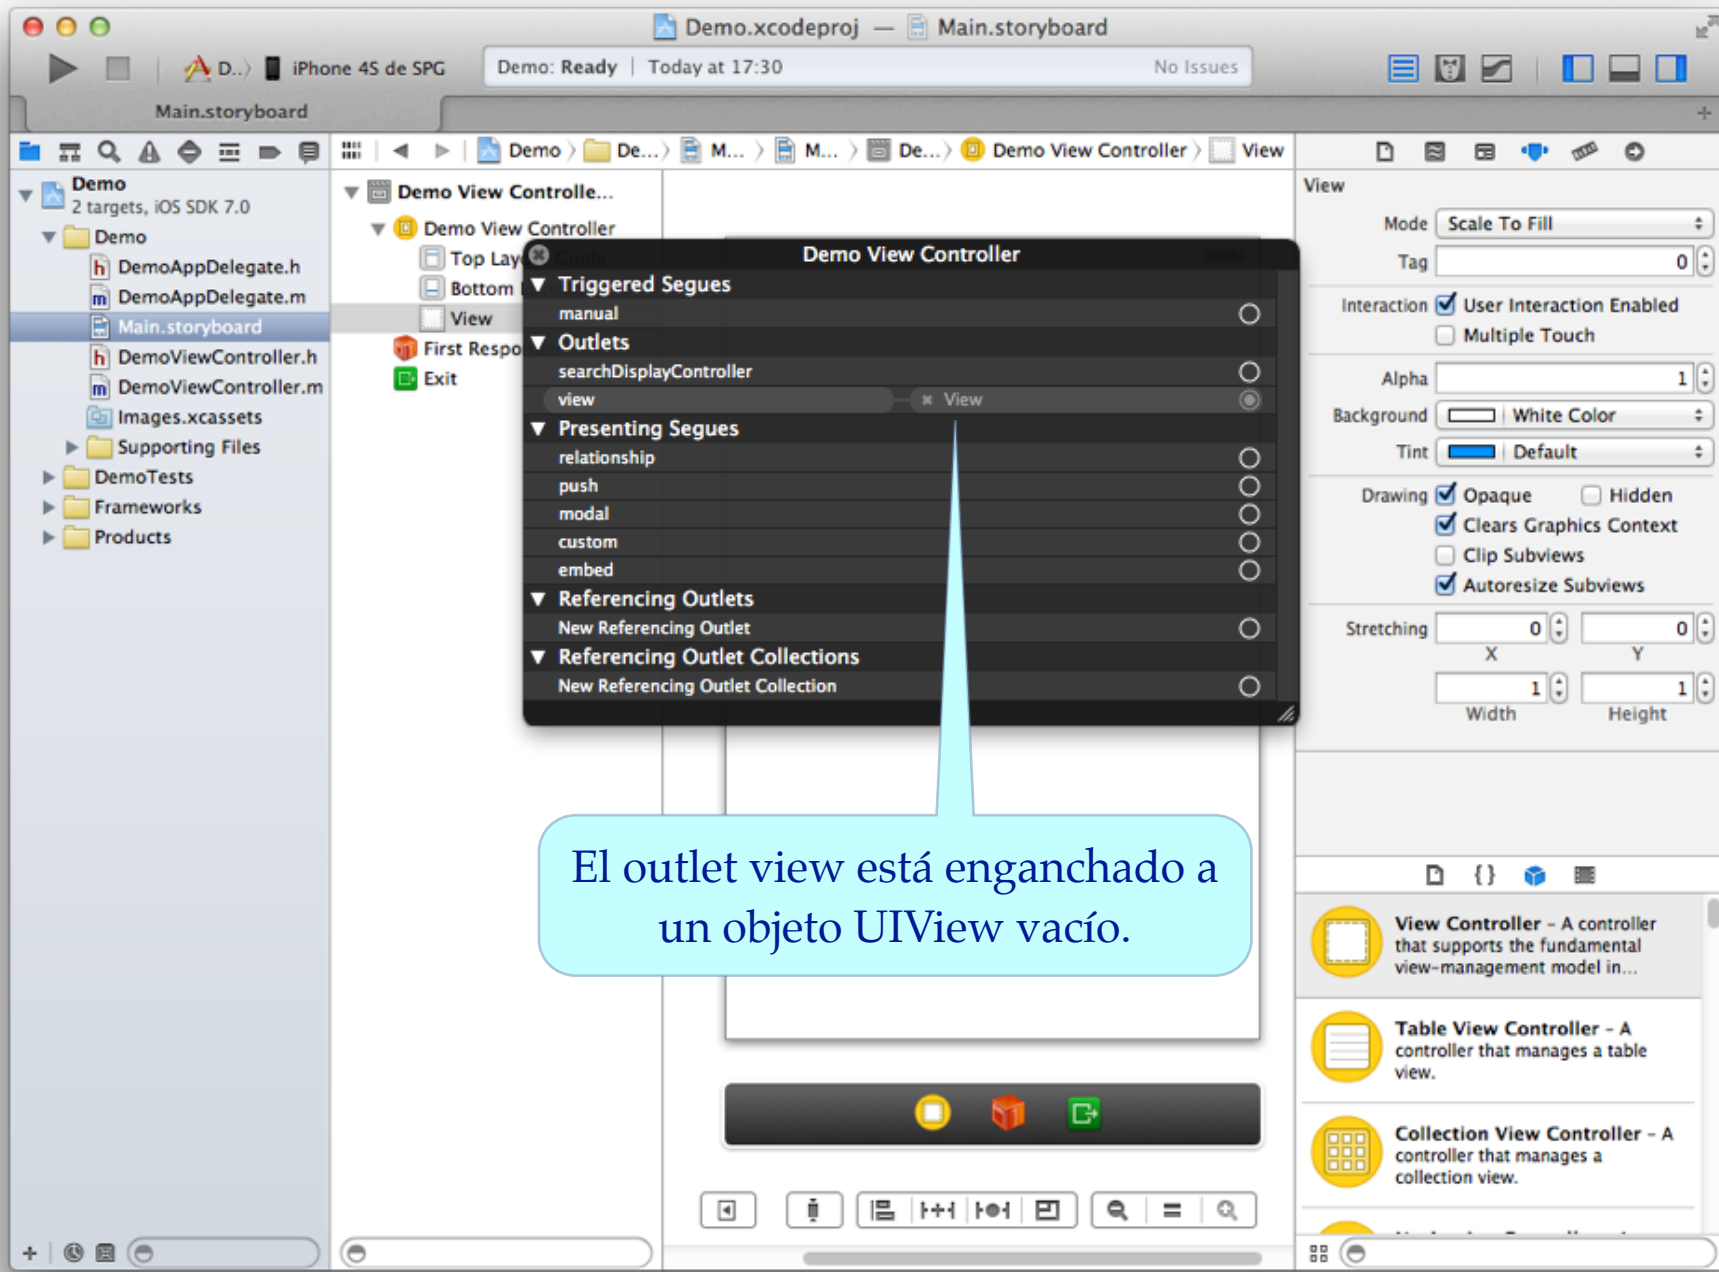 Demo.xcodeproj — Main.storyboard
D..〉 iPhone 4S de SPG
Demo: Ready | Today at 17:30
No Issues
Main.storyboard
Demo 〉 De...〉 M... 〉 M... 〉 De...〉 Demo View Controller 〉 View
Demo
2 targets, iOS SDK 7.0
Demo
DemoAppDelegate.h
DemoAppDelegate.m
Main.storyboard
DemoViewController.h
DemoViewController.m
Images.xcassets
Supporting Files
DemoTests
Frameworks
Products
Demo View Controlle...
Demo View Controller
Top Lay
Bottom
View
First Respo
Exit
Demo View Controller
Triggered Segues
manual
Outlets
searchDisplayController
view
View
Presenting Segues
relationship
push
modal
custom
embed
Referencing Outlets
New Referencing Outlet
Referencing Outlet Collections
New Referencing Outlet Collection
El outlet view está enganchado a
un objeto UIView vacío.
View
Mode Scale To Fill
Tag 0
Interaction User Interaction Enabled
Multiple Touch
Alpha 1
Background White Color
Tint Default
Drawing Opaque Hidden
Clears Graphics Context
Clip Subviews
Autoresize Subviews
Stretching 0 0
X Y
1 1
Width Height
View Controller – A controller
that supports the fundamental
view-management model in...
Table View Controller – A
controller that manages a table
view.
Collection View Controller – A
controller that manages a
collection view.